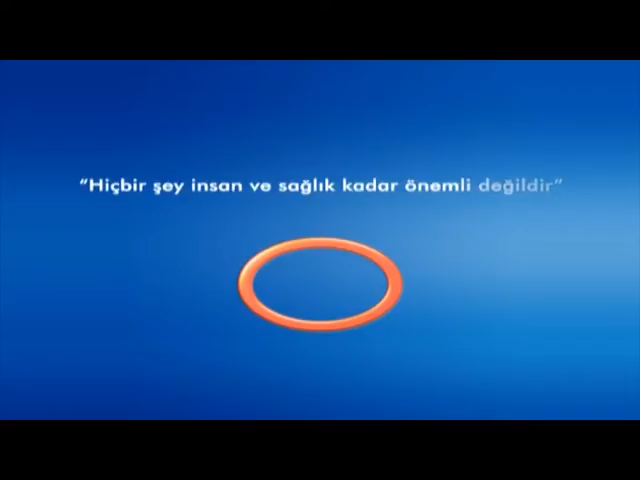 “Hiçbir şey insan ve sağlık kadar önemli değildir”